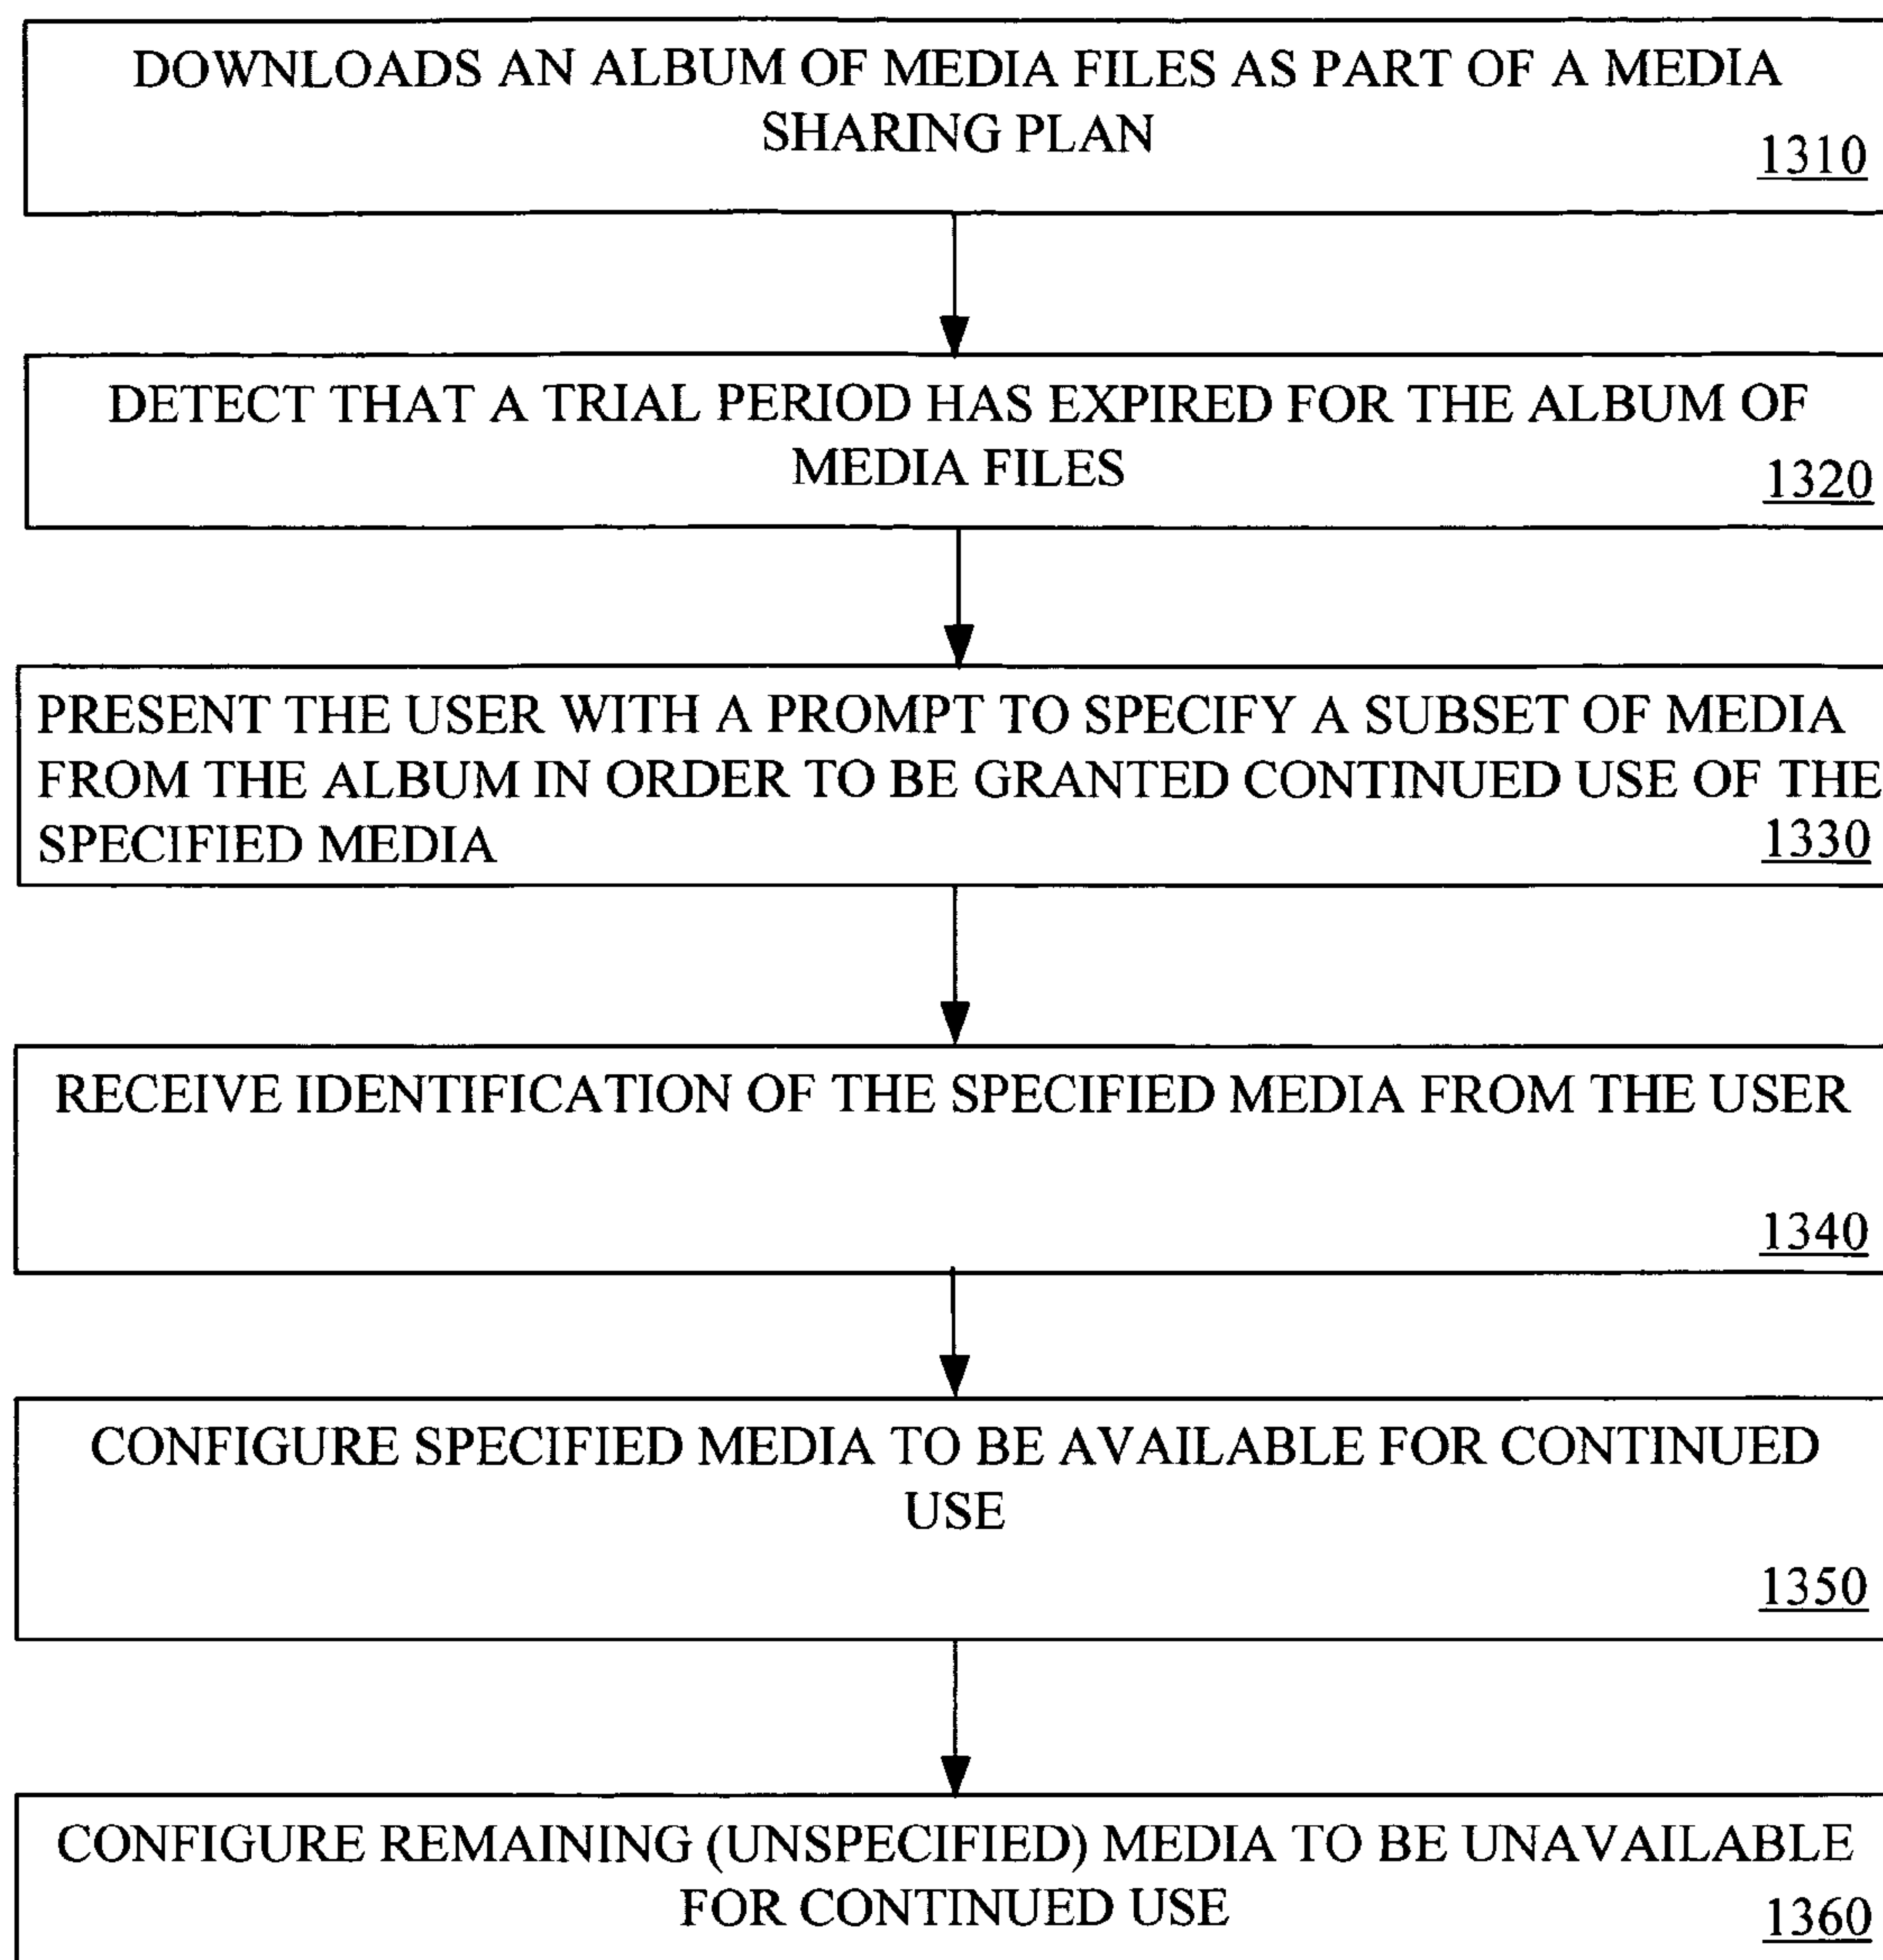 DOWNLOADS AN ALBUM OF MEDIA FILES AS PART OF A MEDIA
SHARING PLAN
1310
DETECT THAT A TRIAL PERIOD HAS EXPIRED FOR THE ALBUM OF
MEDIA FILES
1320
PRESENT THE USER WITH A PROMPT TO SPECIFY A SUBSET OF MEDIA
FROM THE ALBUM IN ORDER TO BE GRANTED CONTINUED USE OF THE
SPECIFIED MEDIA
1330
RECEIVE IDENTIFICATION OF THE SPECIFIED MEDIA FROM THE USER
1340
CONFIGURE SPECIFIED MEDIA TO BE AVAILABLE FOR CONTINUED
USE
1350
CONFIGURE REMAINING (UNSPECIFIED) MEDIA TO BE UNAVAILABLE
FOR CONTINUED USE
1360